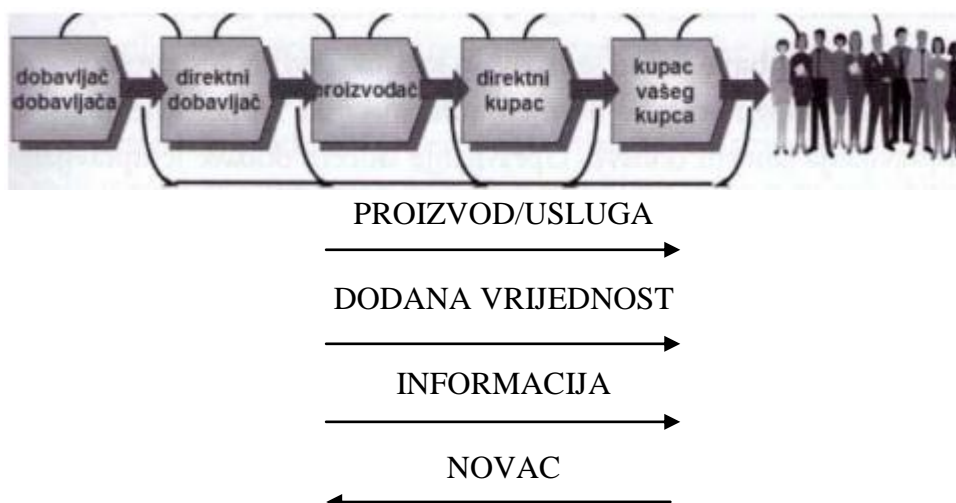 dobavljač
dobavljača
direktni
dobavljač
proizvođač
direktni
kupac
kupac
vašeg
kupca
PROIZVOD/USLUGA
DODANA VRIJEDNOST
INFORMACIJA
NOVAC